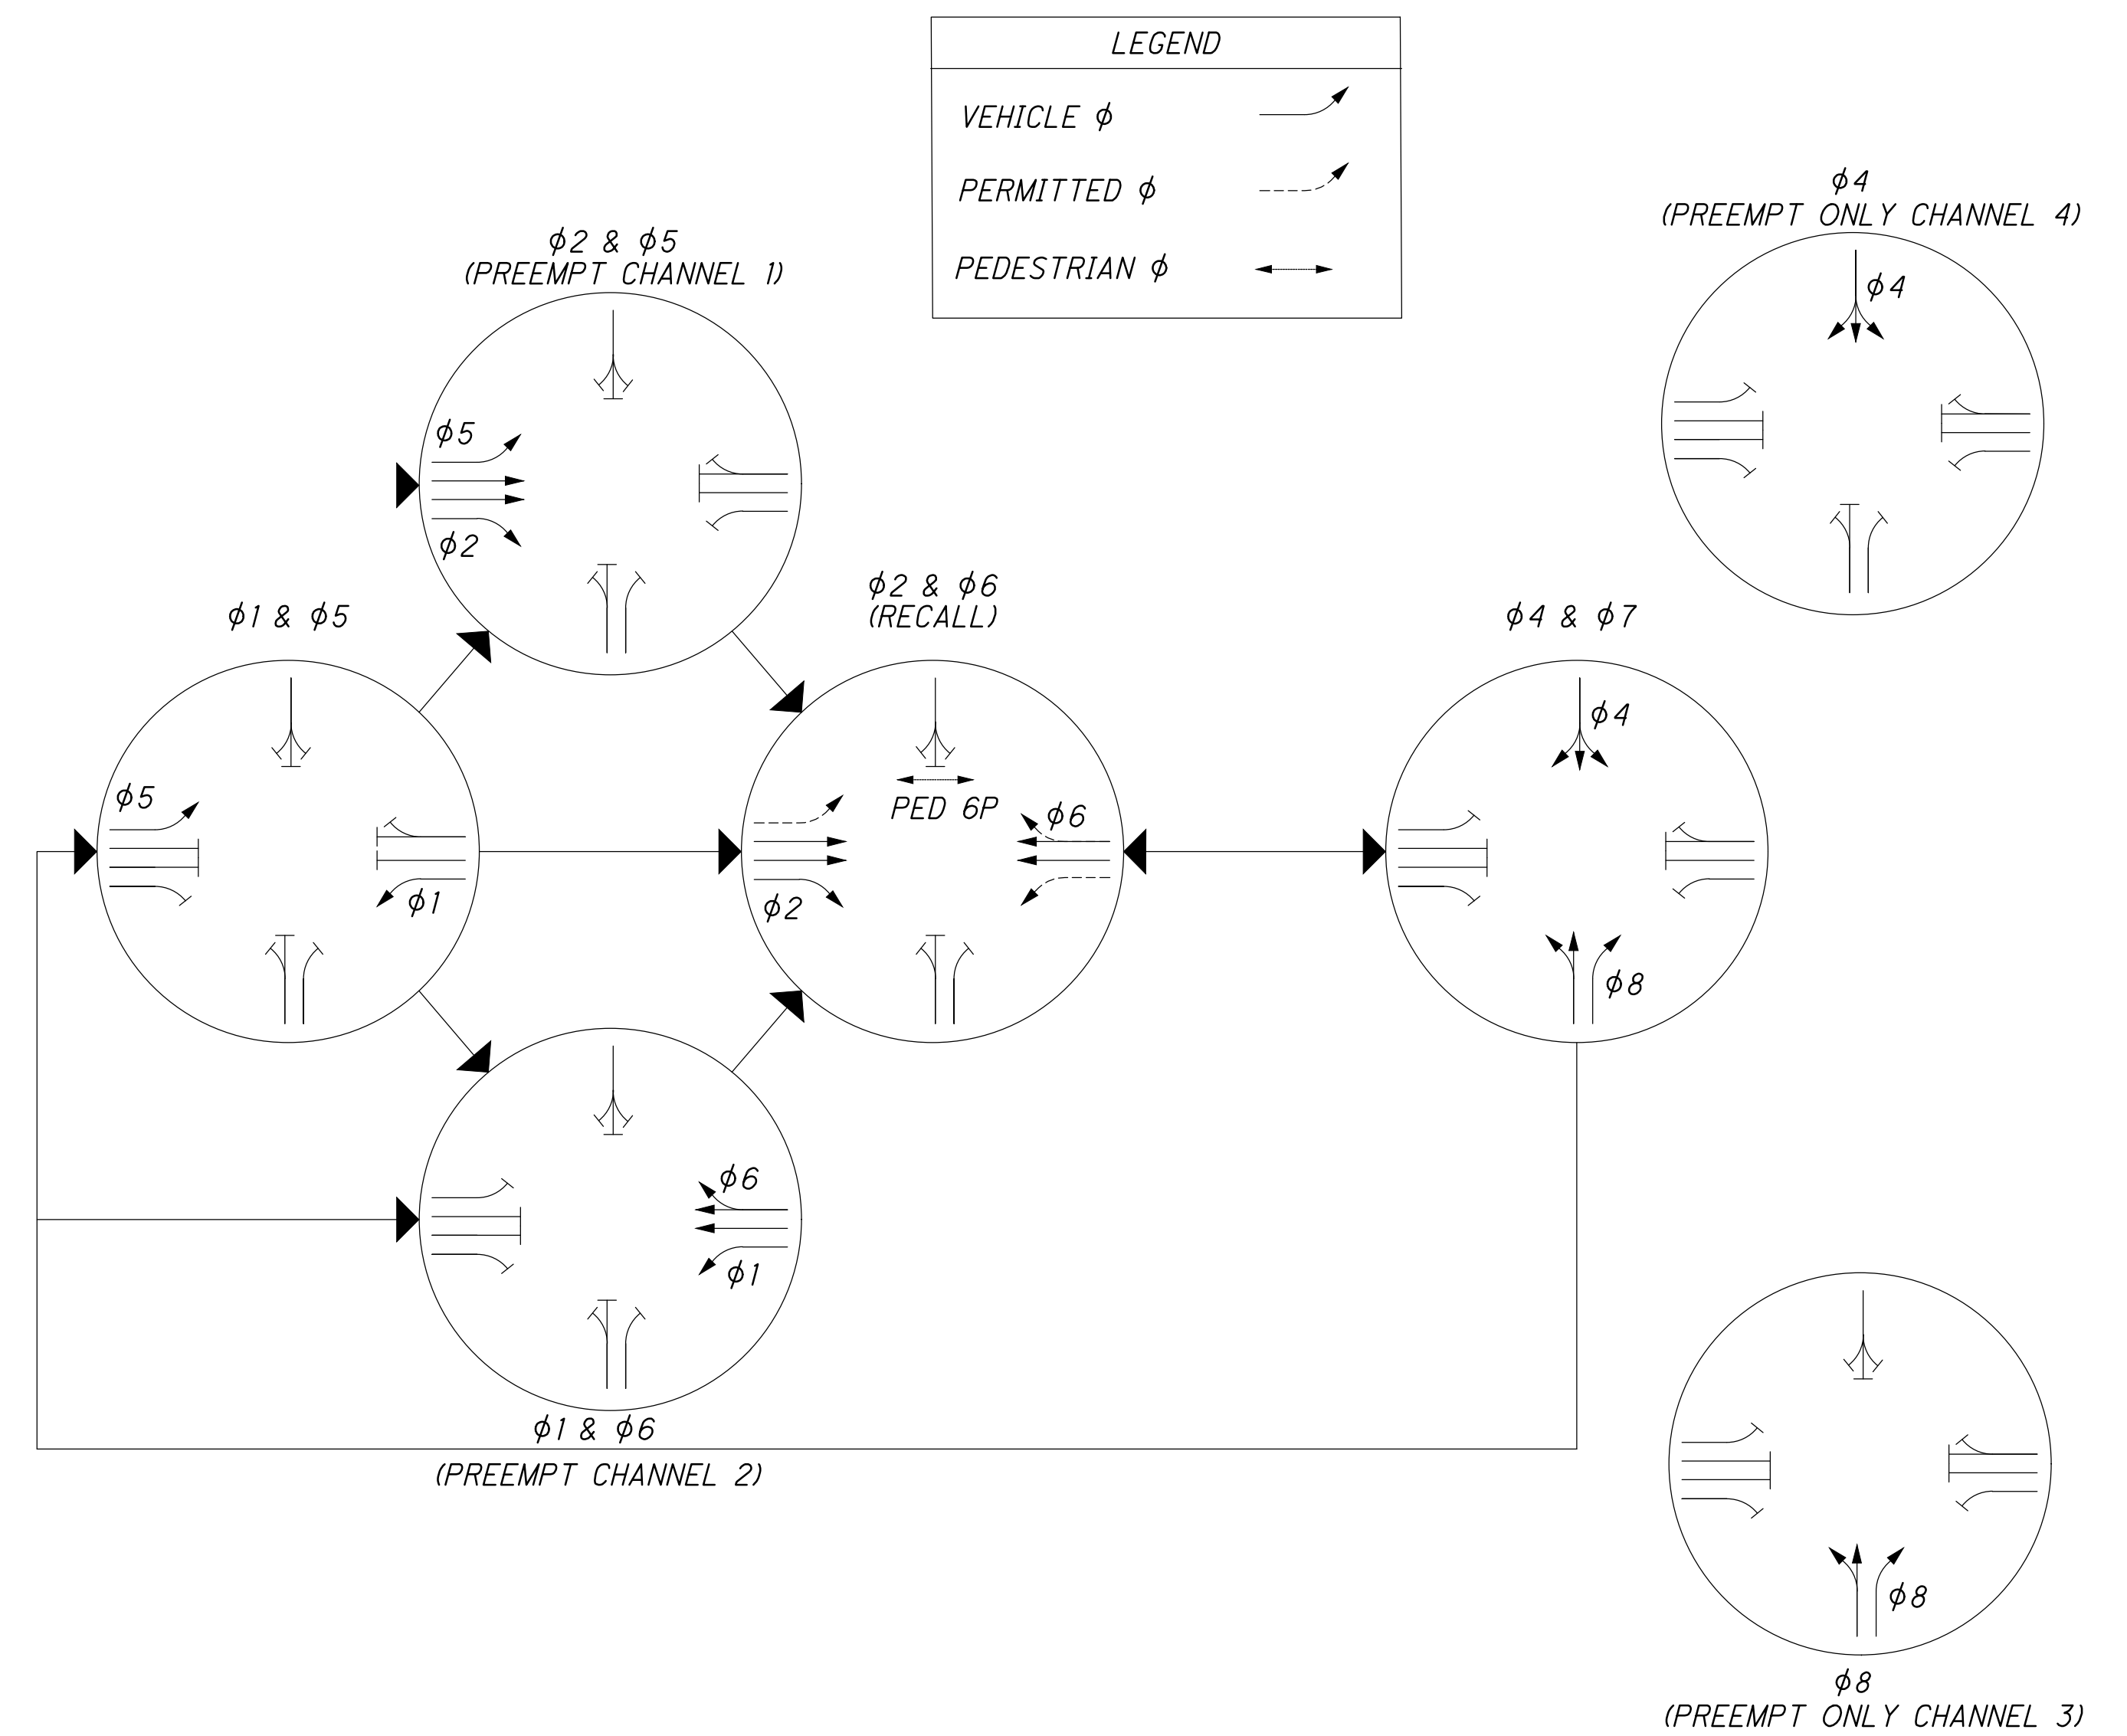 LEGEND
VEHICLE ϕ
PERMITTED ϕ
PEDESTRIAN ϕ
ϕ4
(PREEMPT ONLY CHANNEL 4)
ϕ4
ϕ2 & ϕ5
(PREEMPT CHANNEL 1)
ϕ5
ϕ2
ϕ1 & ϕ5
ϕ5
ϕ1
ϕ2 & ϕ6
(RECALL)
PED 6P
ϕ6
ϕ2
ϕ4 & ϕ7
ϕ4
ϕ8
ϕ6
ϕ1
ϕ1 & ϕ6
(PREEMPT CHANNEL 2)
ϕ8
ϕ8
(PREEMPT ONLY CHANNEL 3)